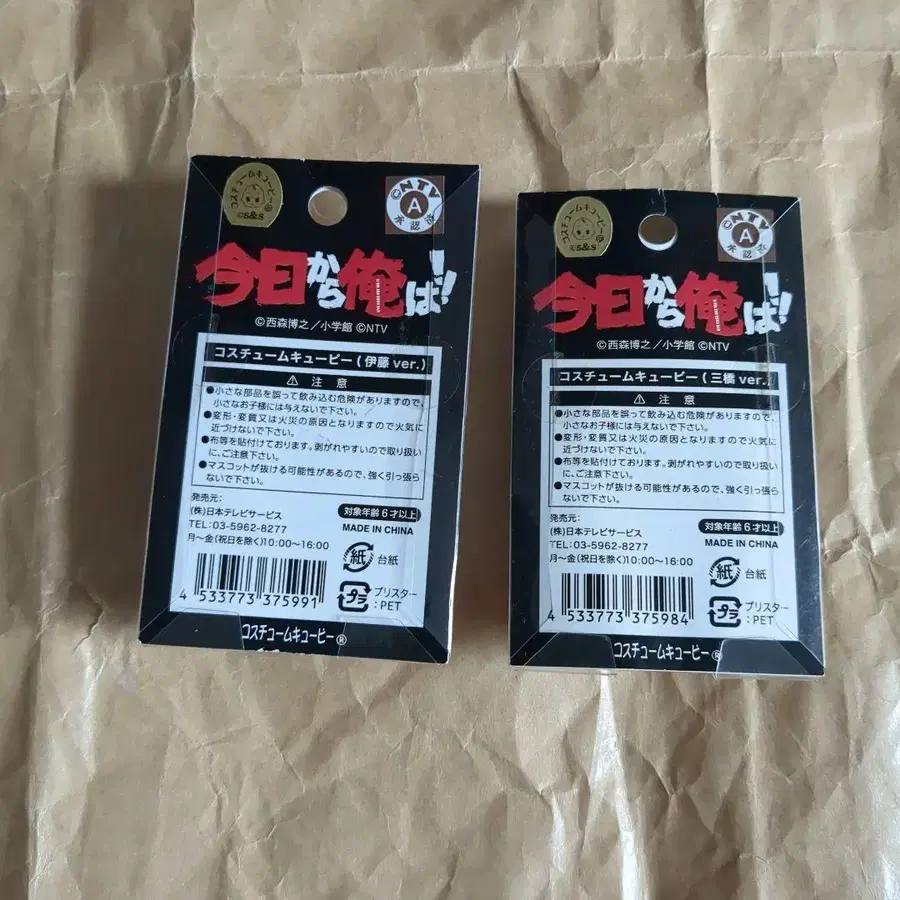 コスチュームキューピー®
©S&S
©NTV
A
承認済
今日から俺は!!
©西森博之/小学館 ©NTV
コスチュームキューピー(伊藤 ver.)
⚠ 注 意
●小さな部品を誤って飲み込む危険がありますので、
小さなお子様には与えないで下さい。
●変形・変質又は火災の原因となりますので火気に
近づけないで下さい。
●布等を貼付けております。剥がれやすいので取り扱い
に、ご注意下さい。
●マスコットが抜ける可能性があるので、強く引っ張ら
ないで下さい。
発売元:
(株)日本テレビサービス
TEL:03-5962-8277
月~金(祝日を除く)10:00~16:00
対象年齢6才以上
MADE IN CHINA
紙
台紙
プラ
ブリスター
:PET
4 533773 375991
コスチュームキューピー®
コスチュームキューピー®
©S&S
©NTV
A
承認済
今日から俺は!!
©西森博之/小学館 ©NTV
コスチュームキューピー(三橋 ver.)
⚠ 注 意
●小さな部品を誤って飲み込む危険がありますので、
小さなお子様には与えないで下さい。
●変形・変質又は火災の原因となりますので火気に
近づけないで下さい。
●布等を貼付けております。剥がれやすいので取り扱い
に、ご注意下さい。
●マスコットが抜ける可能性があるので、強く引っ張ら
ないで下さい。
発売元:
(株)日本テレビサービス
TEL:03-5962-8277
月~金(祝日を除く)10:00~16:00
対象年齢6才以上
MADE IN CHINA
紙
台紙
プラ
ブリスター
:PET
4 533773 375984
コスチュームキューピー®